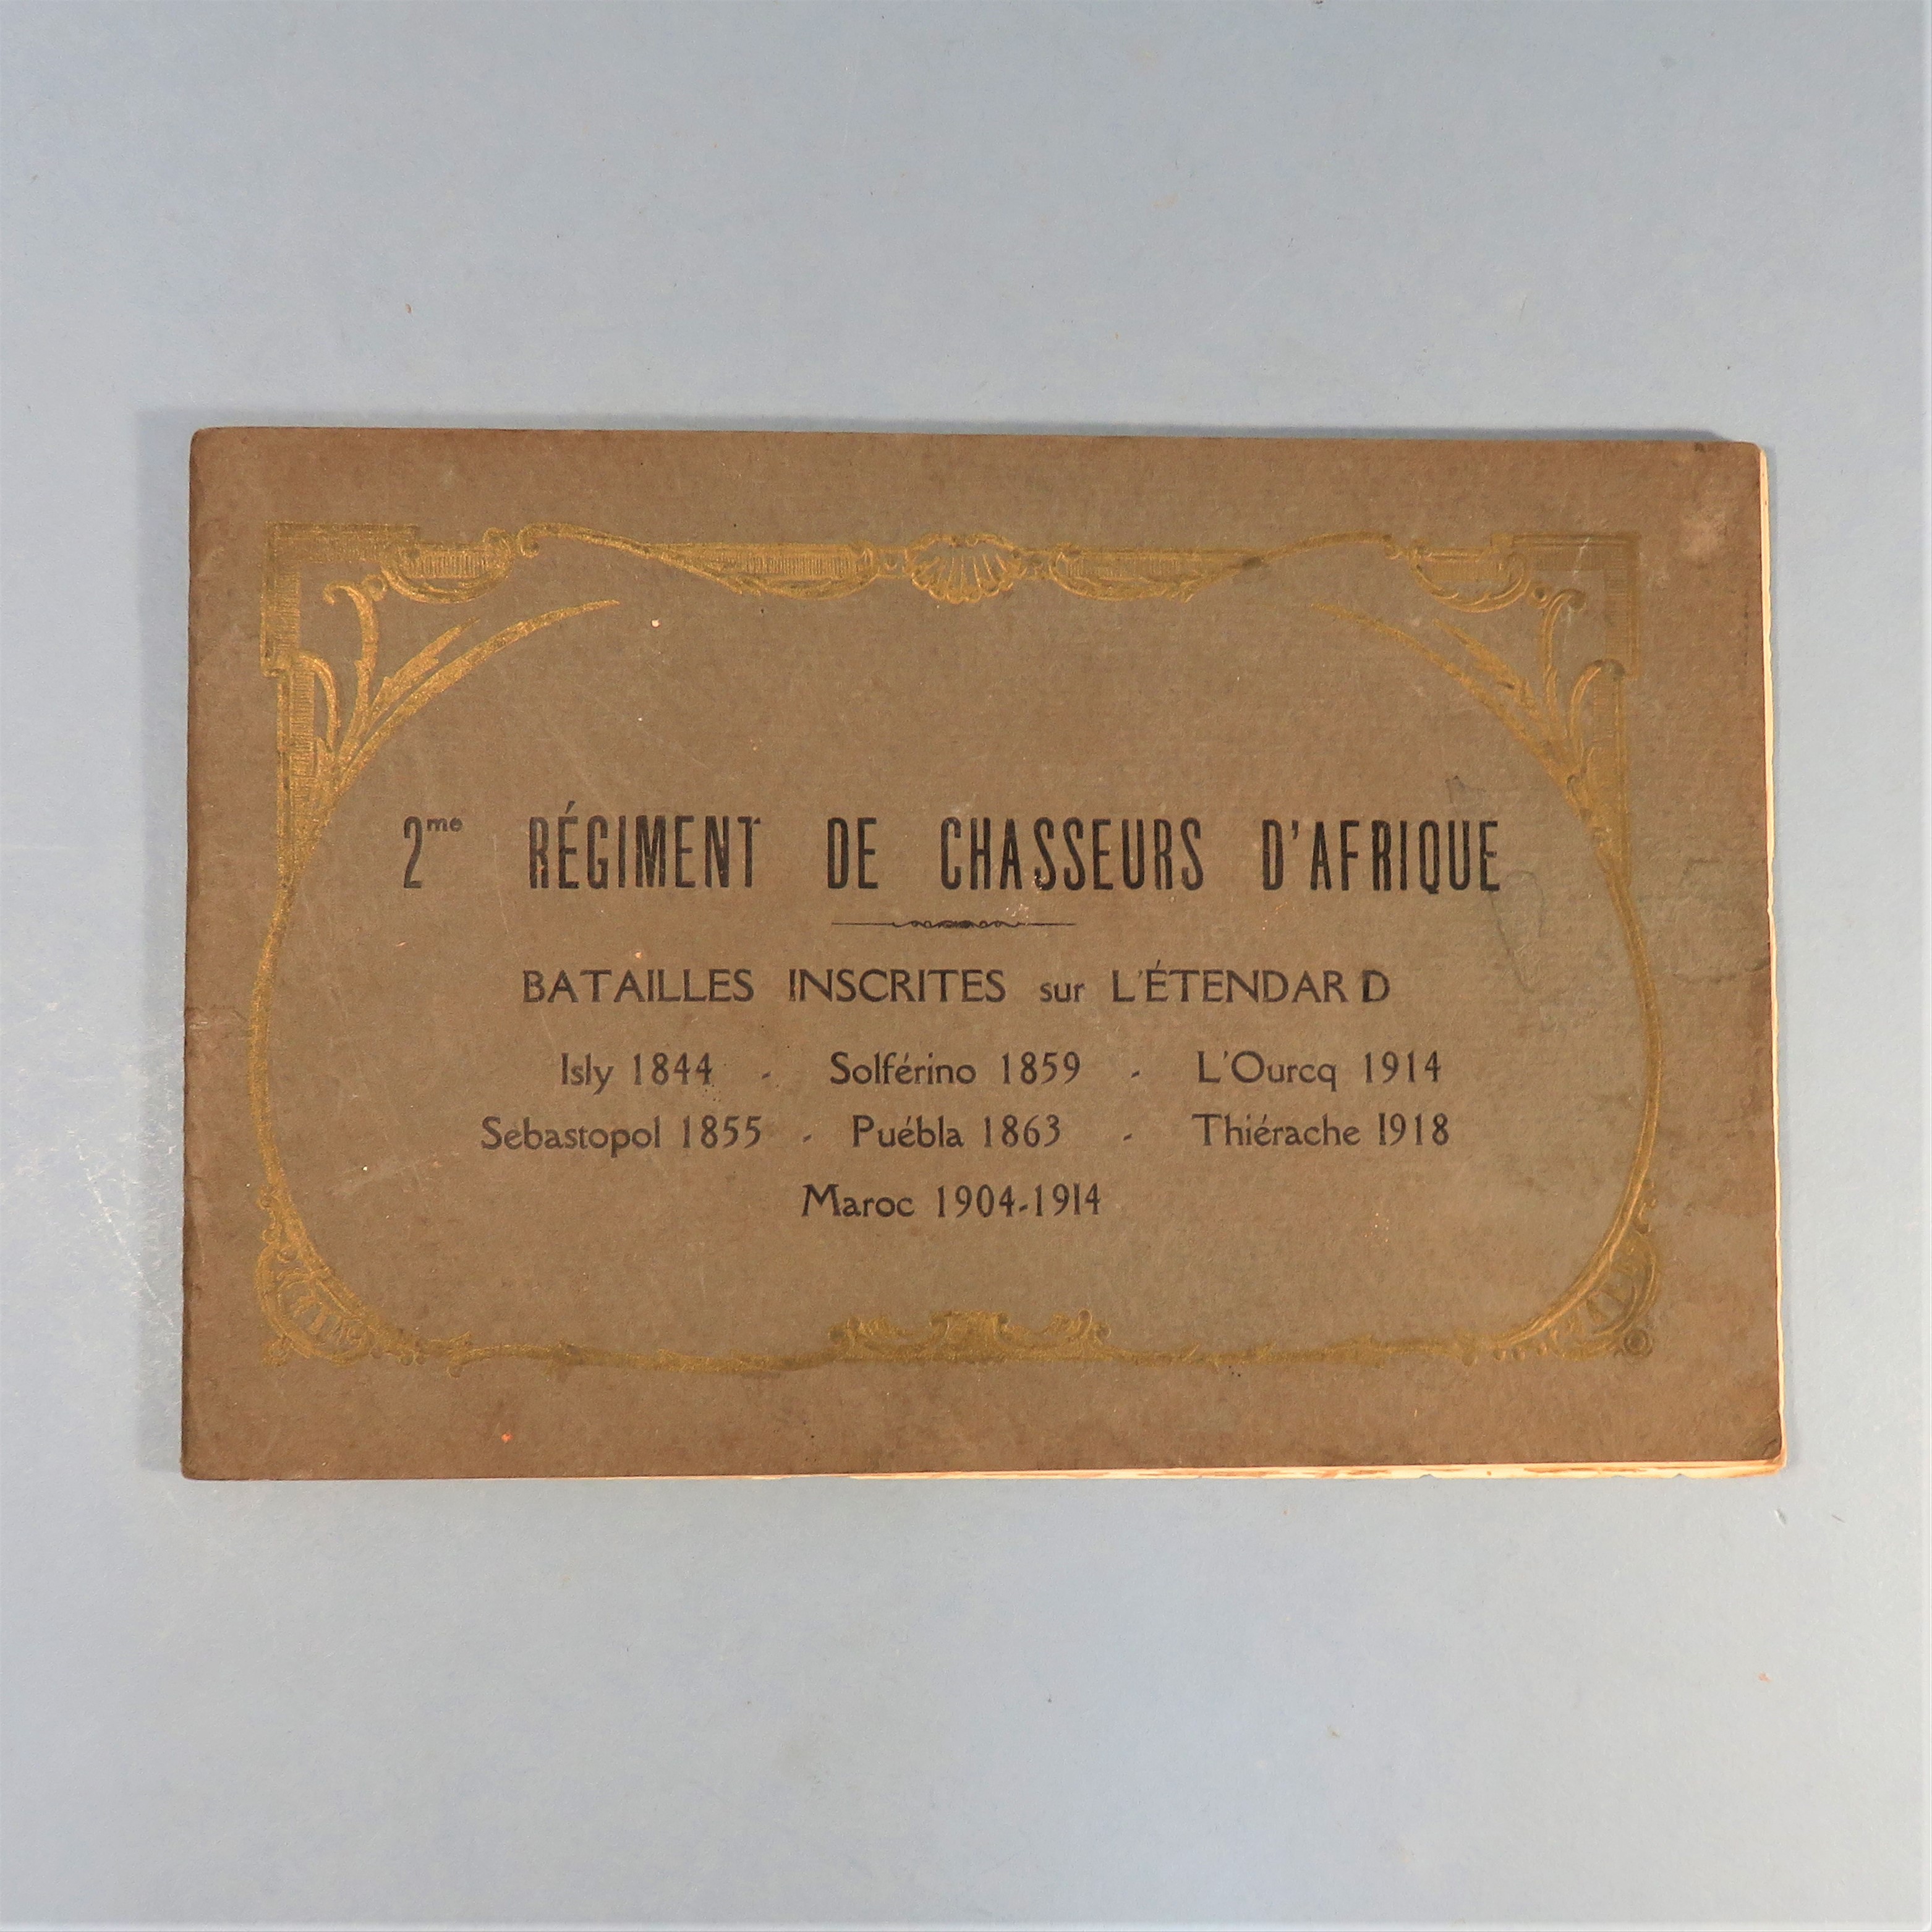 2me RÉGIMENT DE CHASSEURS D'AFRIQUE
BATAILLES INSCRITES sur L'ÉTENDARD
Isly 1844 - Solférino 1859 - L'Ourcq 1914
Sebastopol 1855 - Puébla 1863 - Thiérache 1918
Maroc 1904-1914